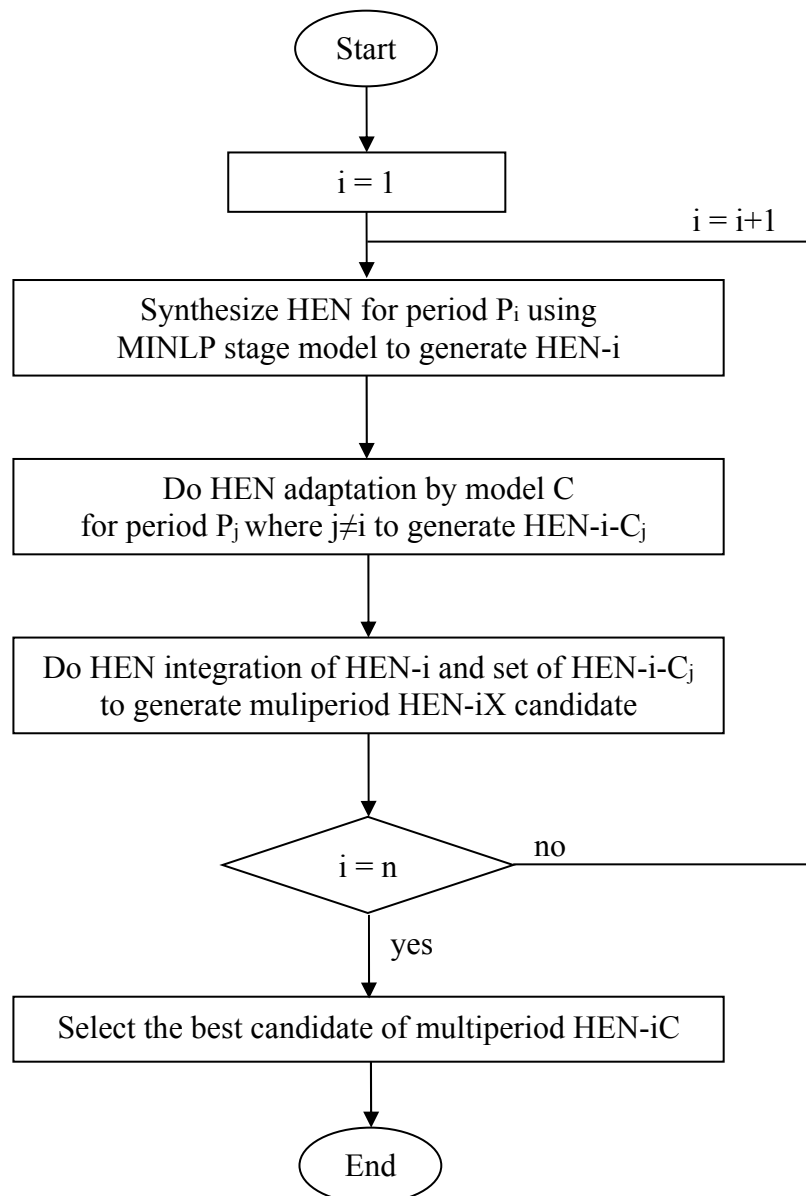 Start
i = 1
i = i+1
Synthesize HEN for period Pᵢ using
MINLP stage model to generate HEN-i
Do HEN adaptation by model C
for period Pⱼ where j≠i to generate HEN-i-Cⱼ
Do HEN integration of HEN-i and set of HEN-i-Cⱼ
to generate muliperiod HEN-iX candidate
i = n
no
yes
Select the best candidate of multiperiod HEN-iC
End